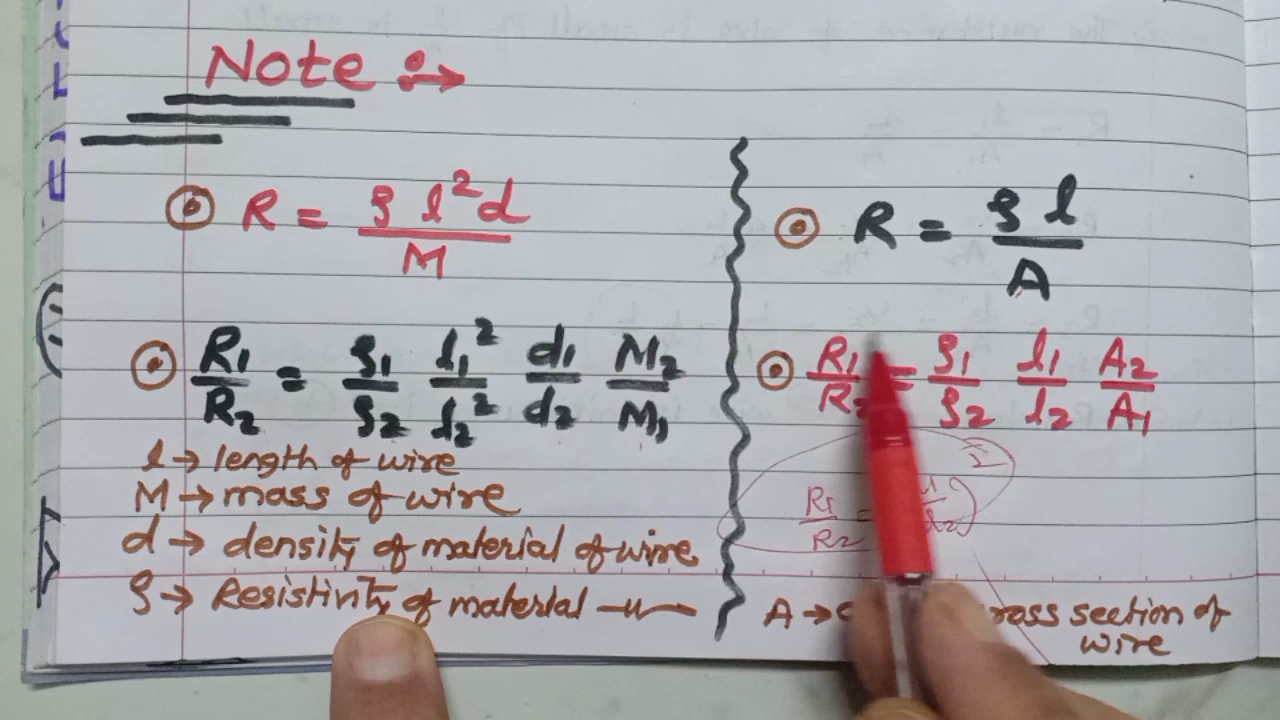 Note :→
R = ρ l² d / M
R₁/R₂ = ρ₁/ρ₂ l₁²/l₂² d₁/d₂ M₂/M₁
l → length of wire
M → mass of wire
d → density of material of wire
ρ → Resistivity of material —〃—
R = ρ l / A
R₁/R₂ = ρ₁/ρ₂ l₁/l₂ A₂/A₁
R₁/R₂ =
A → cross section of
wire